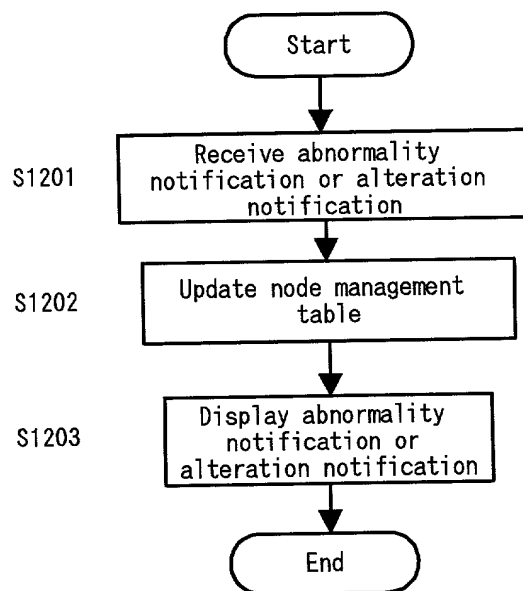 Start
S1201
Receive abnormality
notification or alteration
notification
S1202
Update node management
table
S1203
Display abnormality
notification or
alteration notification
End